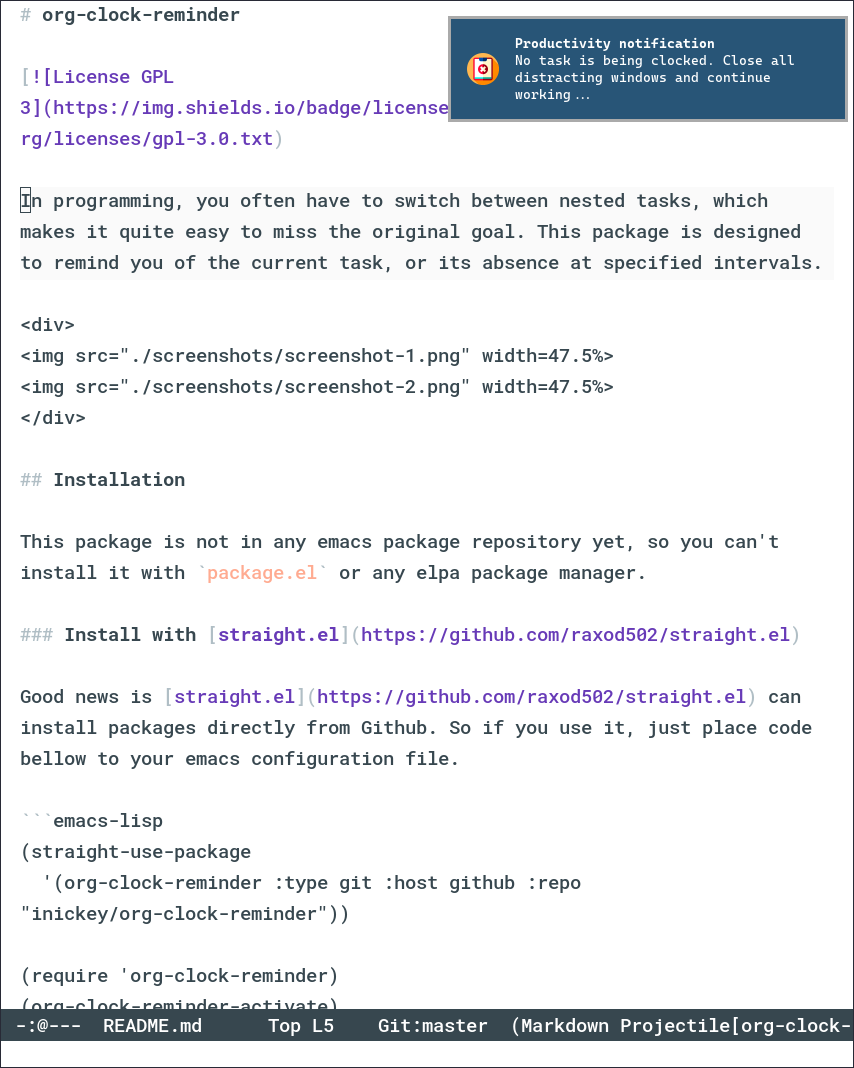 # org-clock-reminder
Productivity notification
No task is being clocked. Close all
distracting windows and continue
working...
[![License GPL
3](https://img.shields.io/badge/license
rg/licenses/gpl-3.0.txt)
In programming, you often have to switch between nested tasks, which
makes it quite easy to miss the original goal. This package is designed
to remind you of the current task, or its absence at specified intervals.
<div>
<img src="./screenshots/screenshot-1.png" width=47.5%>
<img src="./screenshots/screenshot-2.png" width=47.5%>
</div>
## Installation
This package is not in any emacs package repository yet, so you can't
install it with `package.el` or any elpa package manager.
### Install with [straight.el](https://github.com/raxod502/straight.el)
Good news is [straight.el](https://github.com/raxod502/straight.el) can
install packages directly from Github. So if you use it, just place code
bellow to your emacs configuration file.
```emacs-lisp
(straight-use-package
'(org-clock-reminder :type git :host github :repo
"inickey/org-clock-reminder"))
(require 'org-clock-reminder)
(org-clock-reminder-activate)
-:@--- README.md Top L5 Git:master (Markdown Projectile[org-clock-